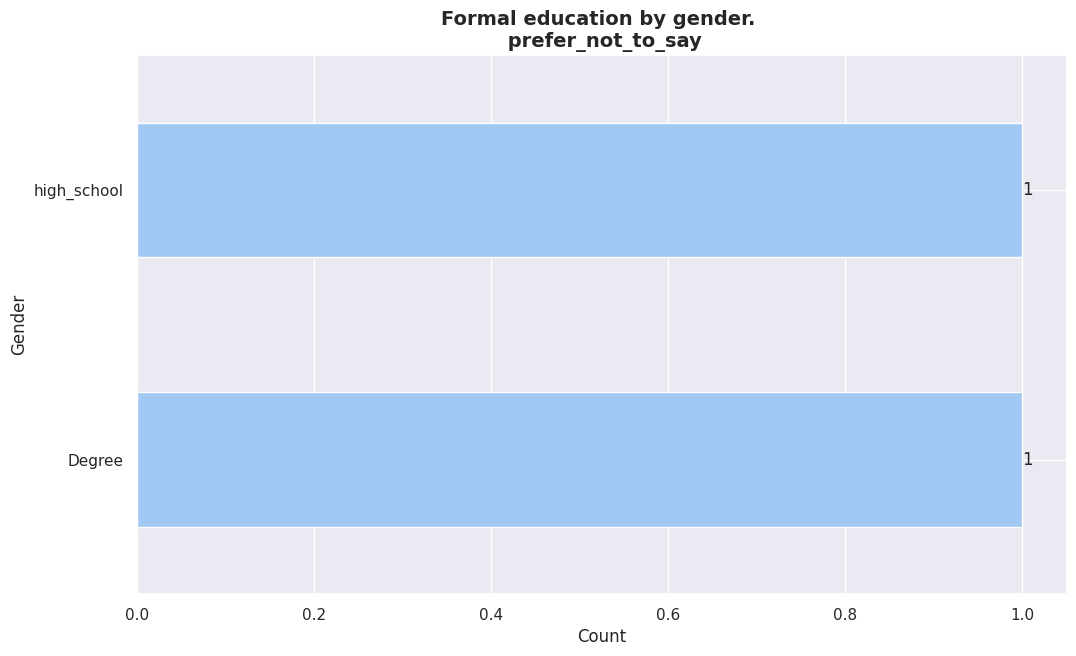 Formal education by gender.
prefer_not_to_say
high_school
1
Gender
Degree
1
0.0 0.2 0.4 0.6 0.8 1.0
Count